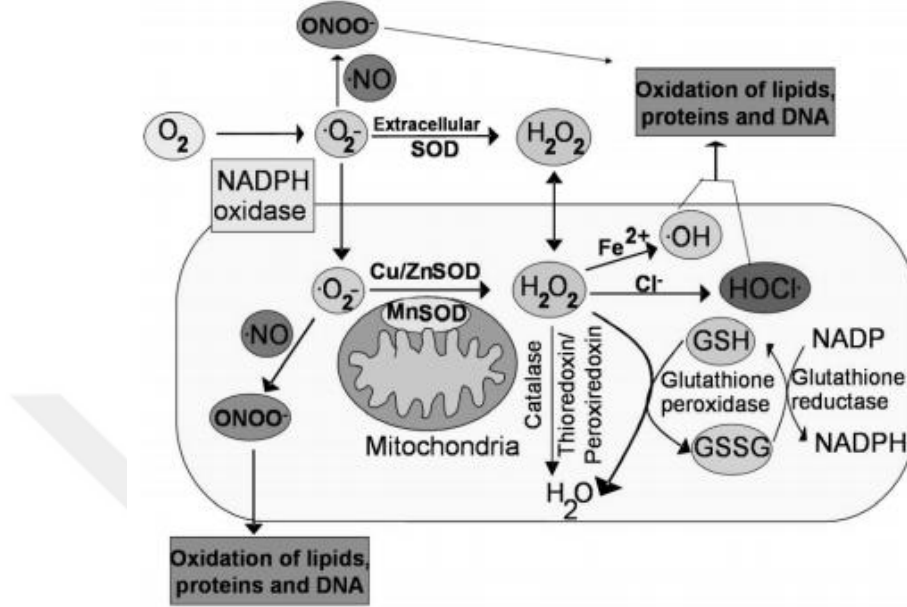 ONOO⁻
·NO
Oxidation of lipids,
proteins and DNA
O₂
·O₂⁻
Extracellular
SOD
H₂O₂
NADPH
oxidase
·O₂⁻
Cu/ZnSOD
MnSOD
H₂O₂
Fe²⁺
·OH
Cl⁻
HOCl·
·NO
ONOO⁻
Mitochondria
Catalase
Thioredoxin/
Peroxiredoxin
H₂O
GSH
Glutathione
peroxidase
GSSG
NADP
Glutathione
reductase
NADPH
Oxidation of lipids,
proteins and DNA